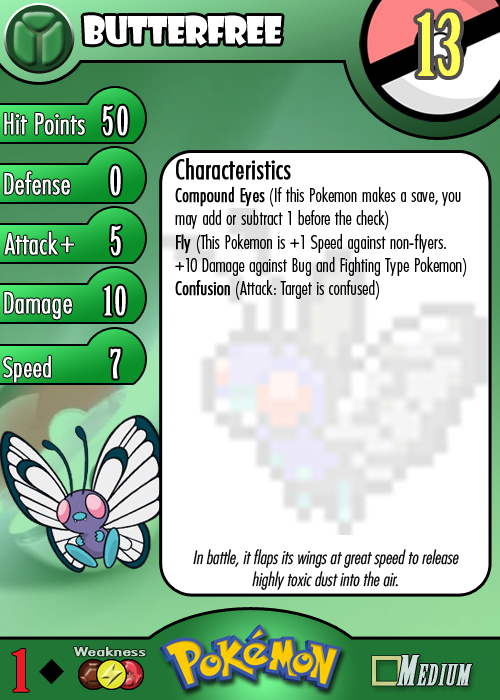 BUTTERFREE
13
Hit Points 50
Defense 0
Attack+ 5
Damage 10
Speed 7
Characteristics
Compound Eyes (If this Pokemon makes a save, you
may add or subtract 1 before the check)
Fly (This Pokemon is +1 Speed against non-flyers.
+10 Damage against Bug and Fighting Type Pokemon)
Confusion (Attack: Target is confused)
In battle, it flaps its wings at great speed to release
highly toxic dust into the air.
1
Weakness
POKéMON
MEDIUM